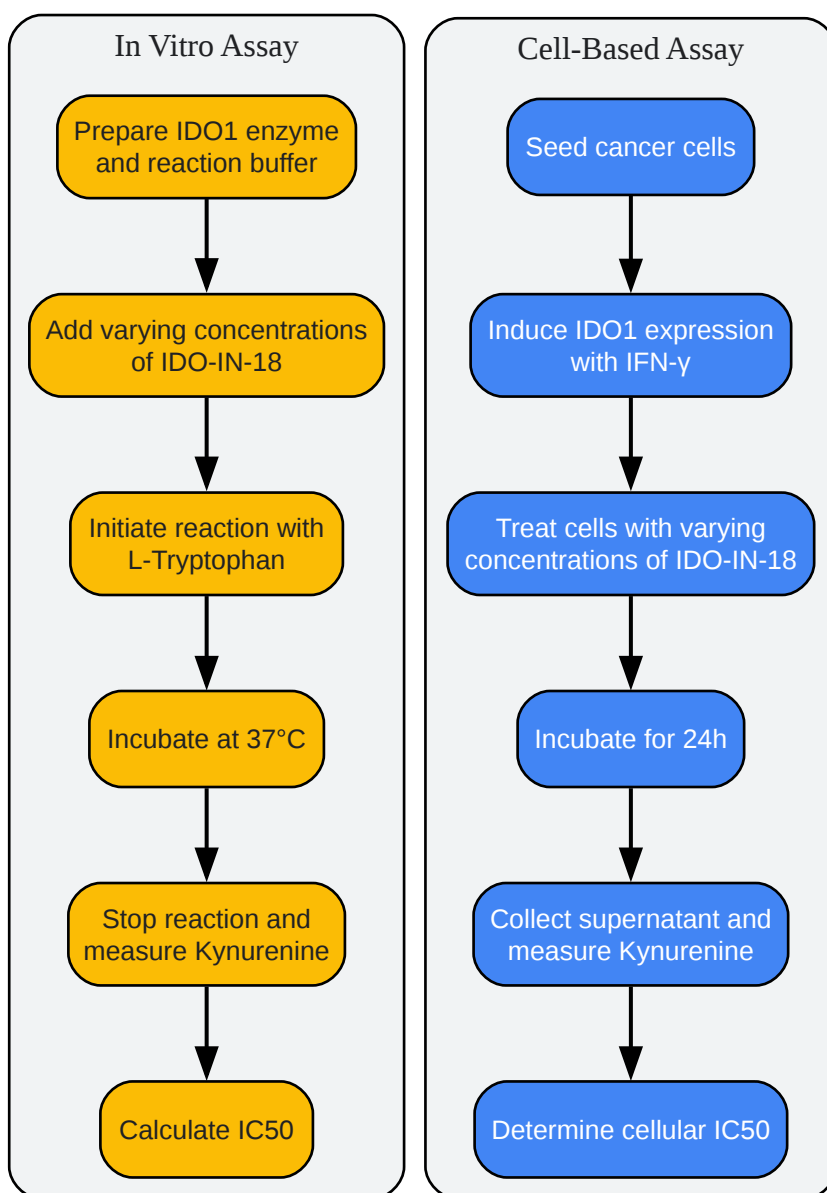 In Vitro Assay
Prepare IDO1 enzyme
and reaction buffer
Add varying concentrations
of IDO-IN-18
Initiate reaction with
L-Tryptophan
Incubate at 37°C
Stop reaction and
measure Kynurenine
Calculate IC50
Cell-Based Assay
Seed cancer cells
Induce IDO1 expression
with IFN-γ
Treat cells with varying
concentrations of IDO-IN-18
Incubate for 24h
Collect supernatant and
measure Kynurenine
Determine cellular IC50